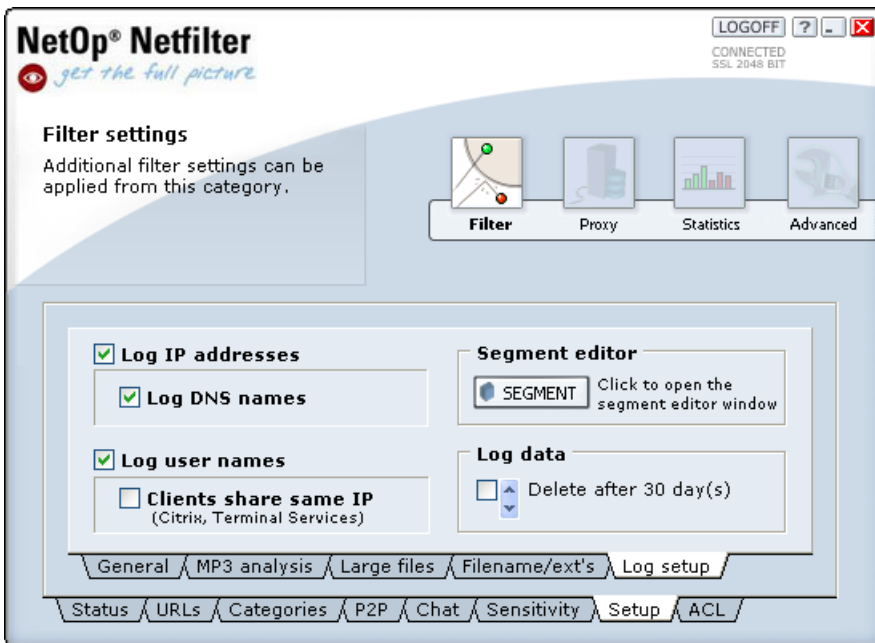 NetOp® Netfilter
get the full picture
LOGOFF ? _ X
CONNECTED
SSL 2048 BIT
Filter settings
Additional filter settings can be
applied from this category.
Filter
Proxy
Statistics
Advanced
Log IP addresses
Log DNS names
Log user names
Clients share same IP
(Citrix, Terminal Services)
Segment editor
SEGMENT
Click to open the
segment editor window
Log data
Delete after 30 day(s)
General MP3 analysis Large files Filename/ext's Log setup
Status URLs Categories P2P Chat Sensitivity Setup ACL